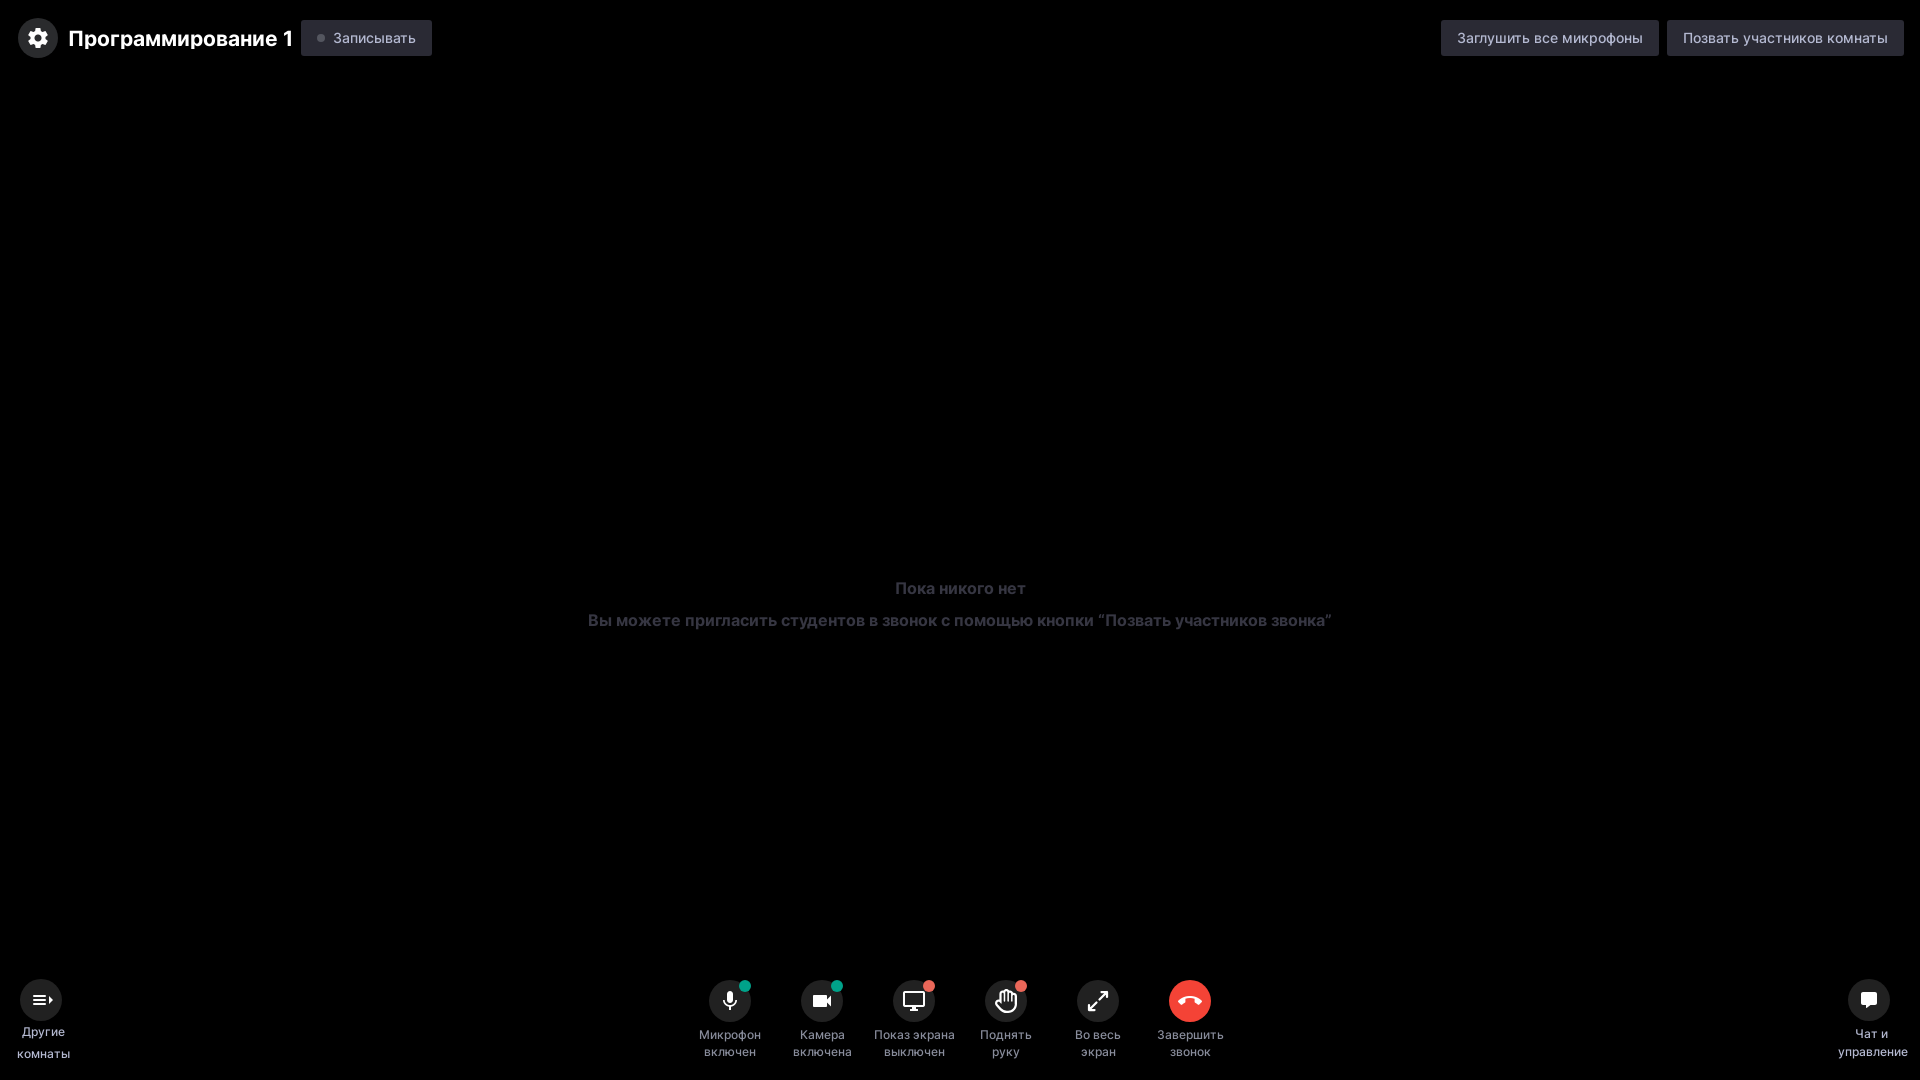 Программирование 1
Записывать
Заглушить все микрофоны
Позвать участников комнаты
Пока никого нет
Вы можете пригласить студентов в звонок с помощью кнопки “Позвать участников звонка”
Другие
комнаты
Микрофон
включен
Камера
включена
Показ экрана
выключен
Поднять
руку
Во весь
экран
Завершить
звонок
Чат и
управление